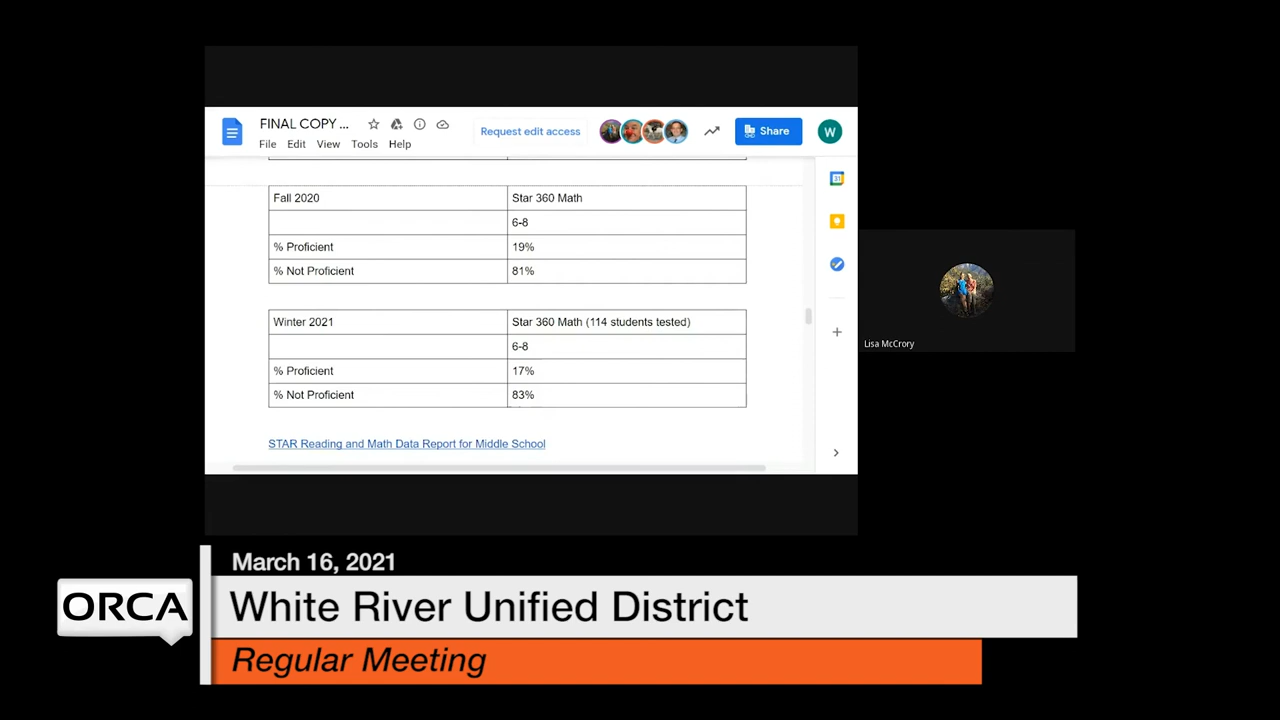 FINAL COPY ...
Request edit access
Share
W
File Edit View Tools Help
31
Fall 2020 Star 360 Math
6-8
% Proficient 19%
% Not Proficient 81%
Winter 2021 Star 360 Math (114 students tested)
6-8
% Proficient 17%
% Not Proficient 83%
STAR Reading and Math Data Report for Middle School
Lisa McCrory
March 16, 2021
ORCA
White River Unified District
Regular Meeting